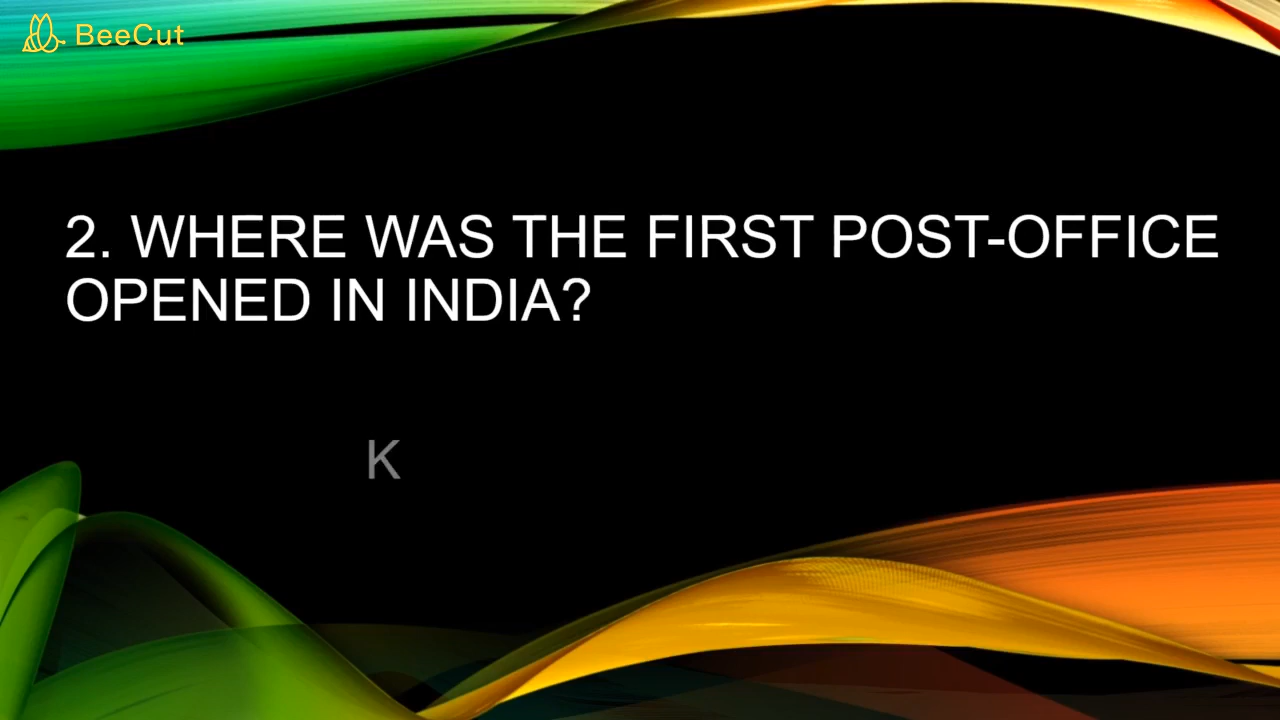 BeeCut
2. WHERE WAS THE FIRST POST-OFFICE
OPENED IN INDIA?
K